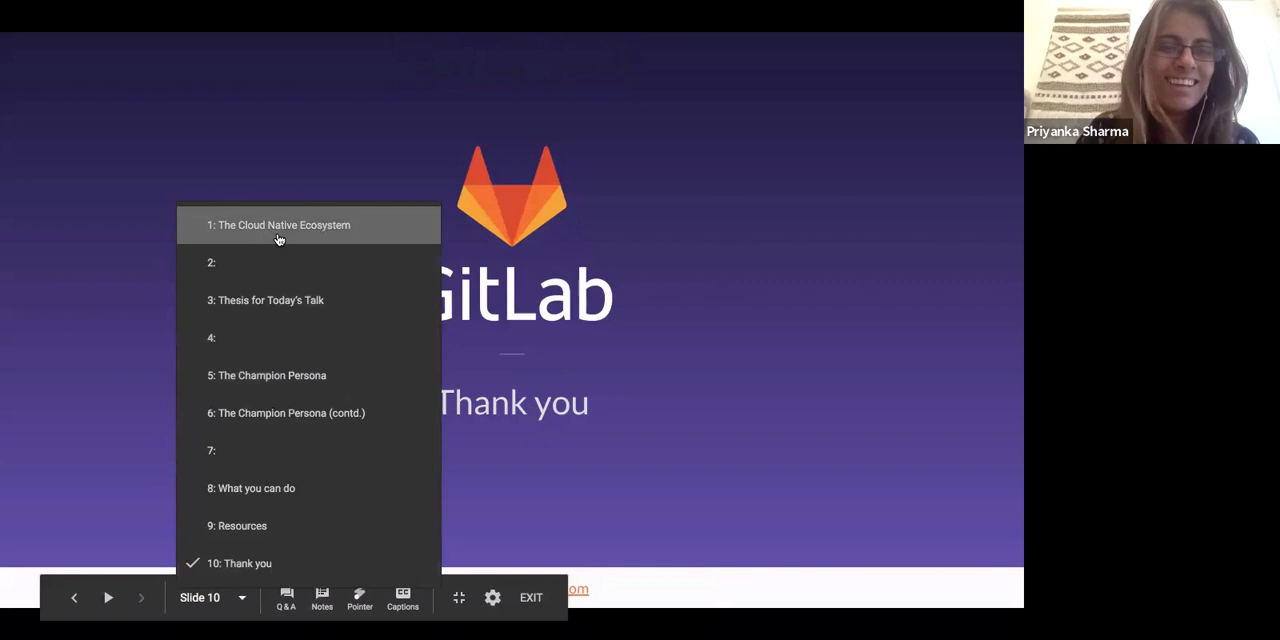 Priyanka Sharma
GitLab
Thank you
1: The Cloud Native Ecosystem
2:
3: Thesis for Today's Talk
4:
5: The Champion Persona
6: The Champion Persona (contd.)
7:
8: What you can do
9: Resources
10: Thank you
om
Slide 10
Q & A
Notes
Pointer
CC
Captions
EXIT